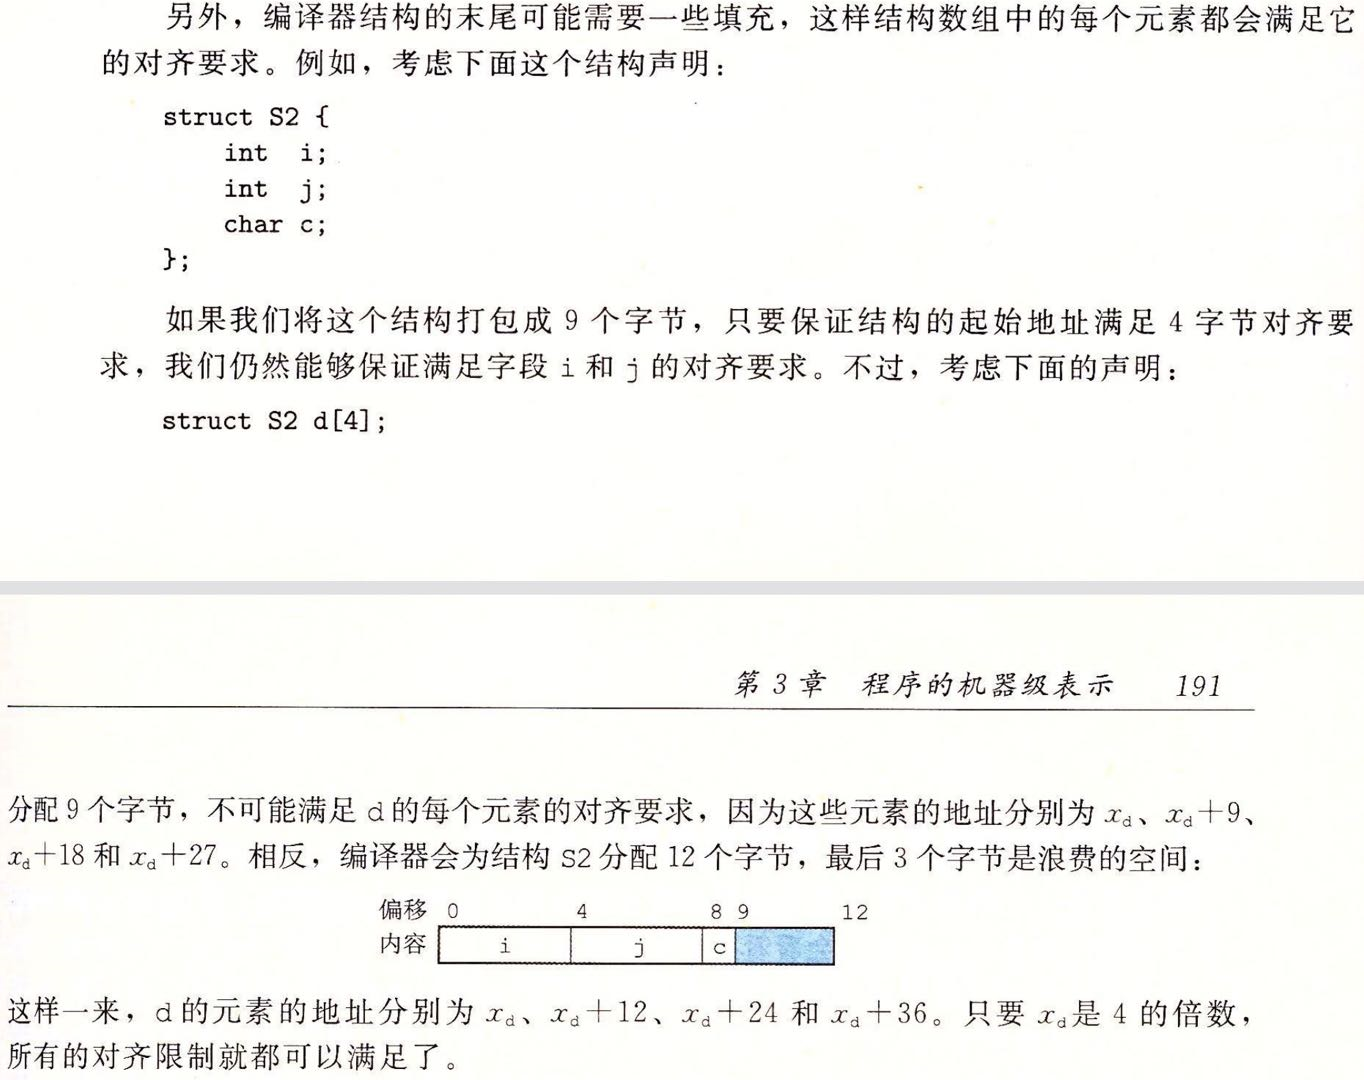 另外，编译器结构的末尾可能需要一些填充，这样结构数组中的每个元素都会满足它
的对齐要求。例如，考虑下面这个结构声明：
struct S2 {
int i;
int j;
char c;
};
如果我们将这个结构打包成 9 个字节，只要保证结构的起始地址满足 4 字节对齐要
求，我们仍然能够保证满足字段 i 和 j 的对齐要求。不过，考虑下面的声明：
struct S2 d[4];
第 3 章 程序的机器级表示 191
分配 9 个字节，不可能满足 d 的每个元素的对齐要求，因为这些元素的地址分别为 x_d、x_d＋9、
x_d＋18 和 x_d＋27。相反，编译器会为结构 S2 分配 12 个字节，最后 3 个字节是浪费的空间：
偏移 0 4 8 9 12
内容 i j c
这样一来，d 的元素的地址分别为 x_d、x_d＋12、x_d＋24 和 x_d＋36。只要 x_d 是 4 的倍数，
所有的对齐限制就都可以满足了。